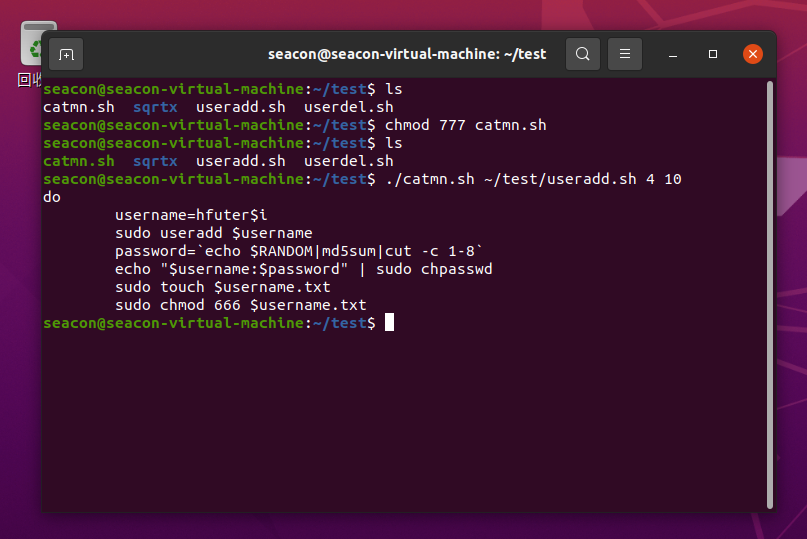 seacon@seacon-virtual-machine: ~/test
回收
seacon@seacon-virtual-machine:~/test$ ls
catmn.sh  sqrtx  useradd.sh  userdel.sh
seacon@seacon-virtual-machine:~/test$ chmod 777 catmn.sh
seacon@seacon-virtual-machine:~/test$ ls
catmn.sh  sqrtx  useradd.sh  userdel.sh
seacon@seacon-virtual-machine:~/test$ ./catmn.sh ~/test/useradd.sh 4 10
do
        username=hfuter$i
        sudo useradd $username
        password=`echo $RANDOM|md5sum|cut -c 1-8`
        echo "$username:$password" | sudo chpasswd
        sudo touch $username.txt
        sudo chmod 666 $username.txt
seacon@seacon-virtual-machine:~/test$